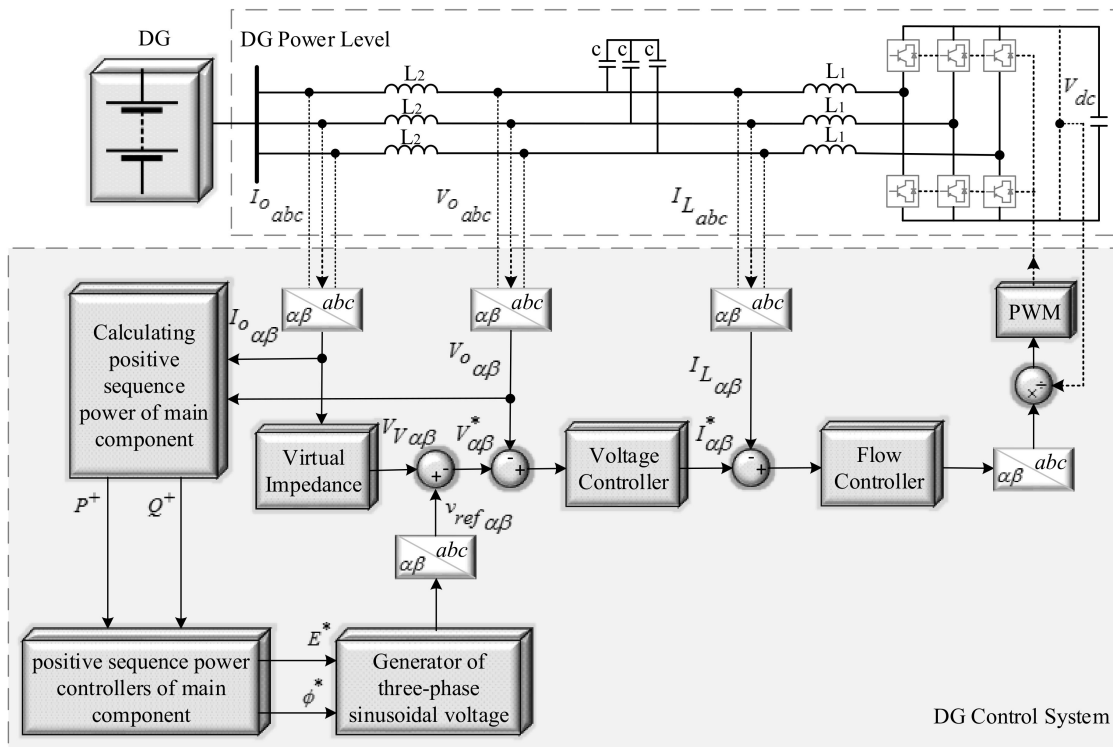 DG
DG Power Level
c c c
L2
L2
L2
L1
L1
L1
Vdc
Io abc
Vo abc
IL abc
abc
αβ
abc
αβ
abc
αβ
PWM
Calculating
positive
sequence
power of main
component
Io αβ
Vo αβ
IL αβ
× ÷
Virtual
Impedance
VV αβ
V*αβ
- +
- +
Voltage
Controller
I*αβ
- +
Flow
Controller
abc
αβ
P+
Q+
vref αβ
abc
αβ
positive sequence power
controllers of main
component
E*
ϕ*
Generator of
three-phase
sinusoidal voltage
DG Control System